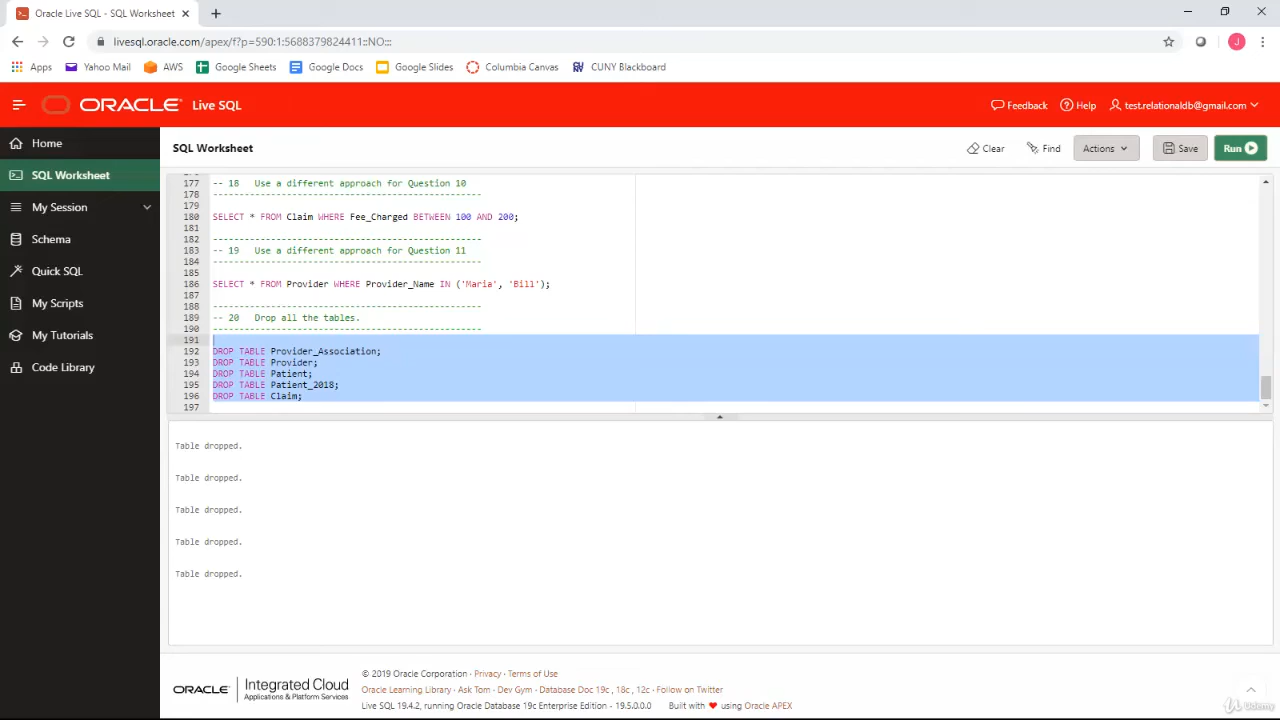 Oracle Live SQL - SQL Worksheet
livesql.oracle.com/apex/f?p=590:1:5688379824411::NO:::
J
Apps Yahoo Mail AWS Google Sheets Google Docs Google Slides Columbia Canvas CUNY Blackboard
ORACLE Live SQL
Feedback Help test.relationaldb@gmail.com
Home
SQL Worksheet
My Session
Schema
Quick SQL
My Scripts
My Tutorials
Code Library
SQL Worksheet
Clear Find Actions Save Run
177 -- 18 Use a different approach for Question 10
178 --------------------------------------------------
179
180 SELECT * FROM Claim WHERE Fee_Charged BETWEEN 100 AND 200;
181
182 --------------------------------------------------
183 -- 19 Use a different approach for Question 11
184 --------------------------------------------------
185
186 SELECT * FROM Provider WHERE Provider_Name IN ('Maria', 'Bill');
187
188 --------------------------------------------------
189 -- 20 Drop all the tables.
190 --------------------------------------------------
191
192 DROP TABLE Provider_Association;
193 DROP TABLE Provider;
194 DROP TABLE Patient;
195 DROP TABLE Patient_2018;
196 DROP TABLE Claim;
197
Table dropped.
Table dropped.
Table dropped.
Table dropped.
Table dropped.
ORACLE Integrated Cloud
Applications & Platform Services
© 2019 Oracle Corporation · Privacy · Terms of Use
Oracle Learning Library · Ask Tom · Dev Gym · Database Doc 19c, 18c, 12c · Follow on Twitter
Live SQL 19.4.2, running Oracle Database 19c Enterprise Edition - 19.5.0.0.0 Built with ❤ using Oracle APEX
Udemy